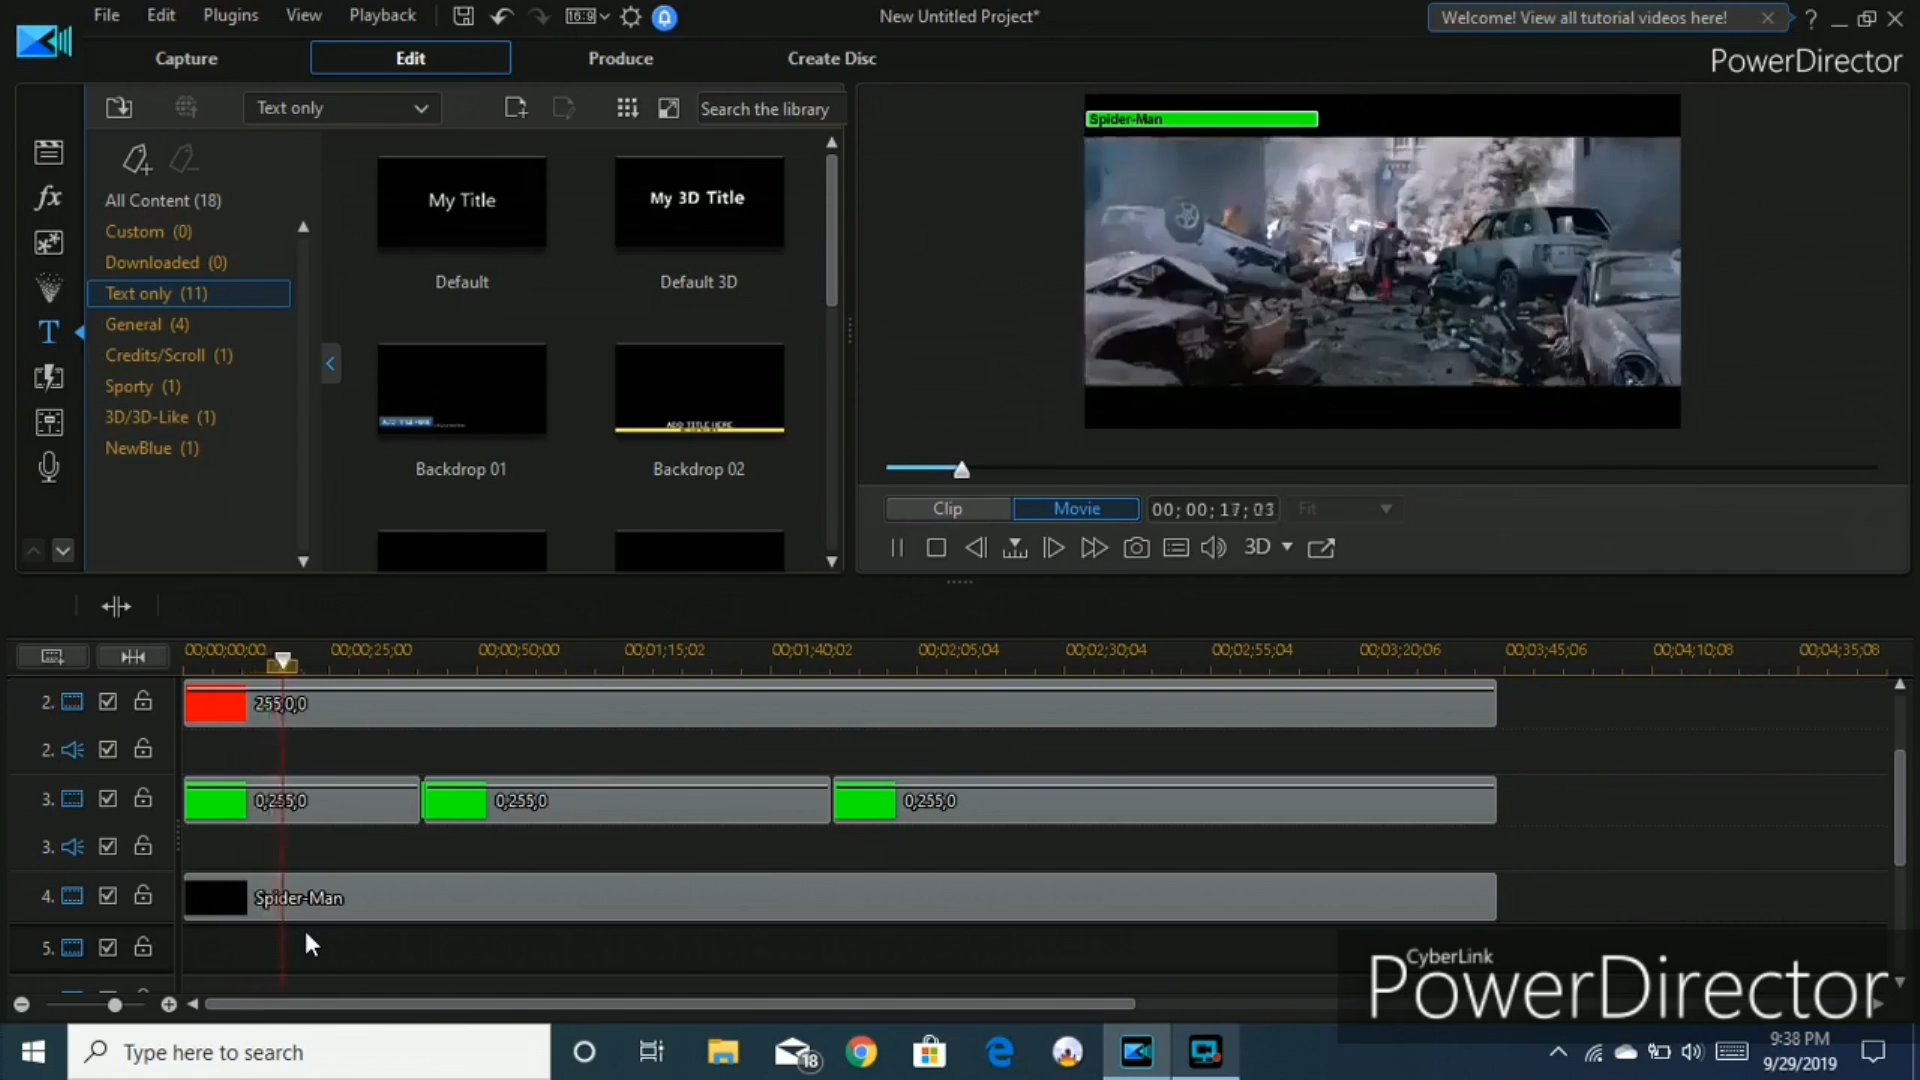 File Edit Plugins View Playback 16:9 New Untitled Project* Welcome! View all tutorial videos here! ?
Capture Edit Produce Create Disc PowerDirector
Text only Search the library
All Content (18)
Custom (0)
Downloaded (0)
Text only (11)
General (4)
Credits/Scroll (1)
Sporty (1)
3D/3D-Like (1)
NewBlue (1)
fx
T
My Title
Default
My 3D Title
Default 3D
ADD TITLE HERE
Backdrop 01
ADD TITLE HERE
Backdrop 02
Spider-Man
Clip Movie 00;00;17;03 Fit
3D
00;00;00;00 00;00;25;00 00;00;50;00 00;01;15;02 00;01;40;02 00;02;05;04 00;02;30;04 00;02;55;04 00;03;20;06 00;03;45;06 00;04;10;08 00;04;35;08
2. 255,0,0
2.
3. 0,255,0 0,255,0 0,255,0
3.
4. Spider-Man
5.
CyberLink
PowerDirector
Type here to search
18
9:38 PM
9/29/2019